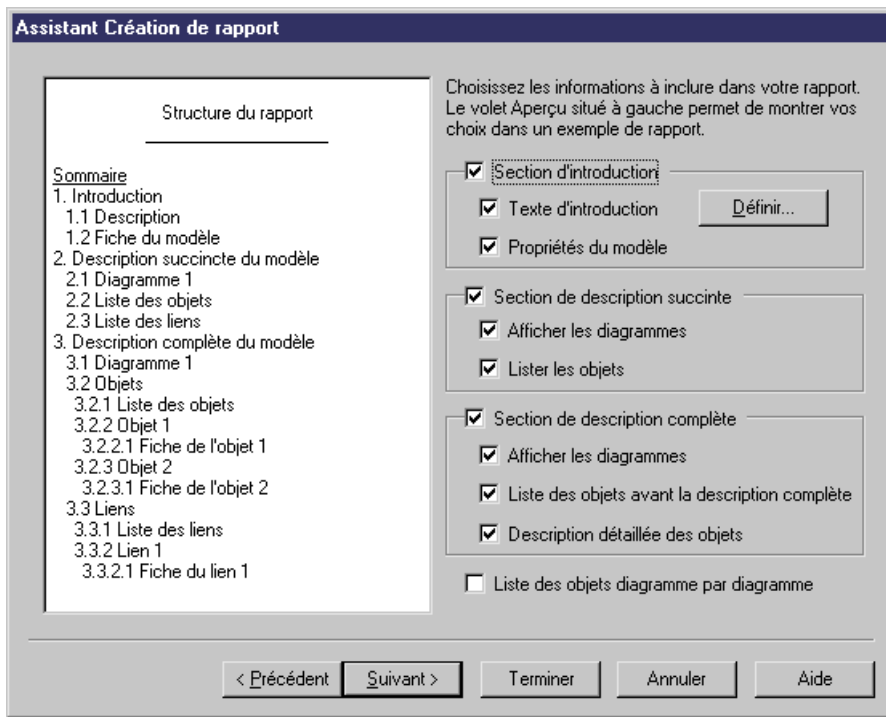 Assistant Création de rapport
Structure du rapport
Sommaire
1. Introduction
1.1 Description
1.2 Fiche du modèle
2. Description succincte du modèle
2.1 Diagramme 1
2.2 Liste des objets
2.3 Liste des liens
3. Description complète du modèle
3.1 Diagramme 1
3.2 Objets
3.2.1 Liste des objets
3.2.2 Objet 1
3.2.2.1 Fiche de l'objet 1
3.2.3 Objet 2
3.2.3.1 Fiche de l'objet 2
3.3 Liens
3.3.1 Liste des liens
3.3.2 Lien 1
3.3.2.1 Fiche du lien 1
Choisissez les informations à inclure dans votre rapport.
Le volet Aperçu situé à gauche permet de montrer vos
choix dans un exemple de rapport.
Section d'introduction
Texte d'introduction
Définir...
Propriétés du modèle
Section de description succinte
Afficher les diagrammes
Lister les objets
Section de description complète
Afficher les diagrammes
Liste des objets avant la description complète
Description détaillée des objets
Liste des objets diagramme par diagramme
< Précédent
Suivant >
Terminer
Annuler
Aide